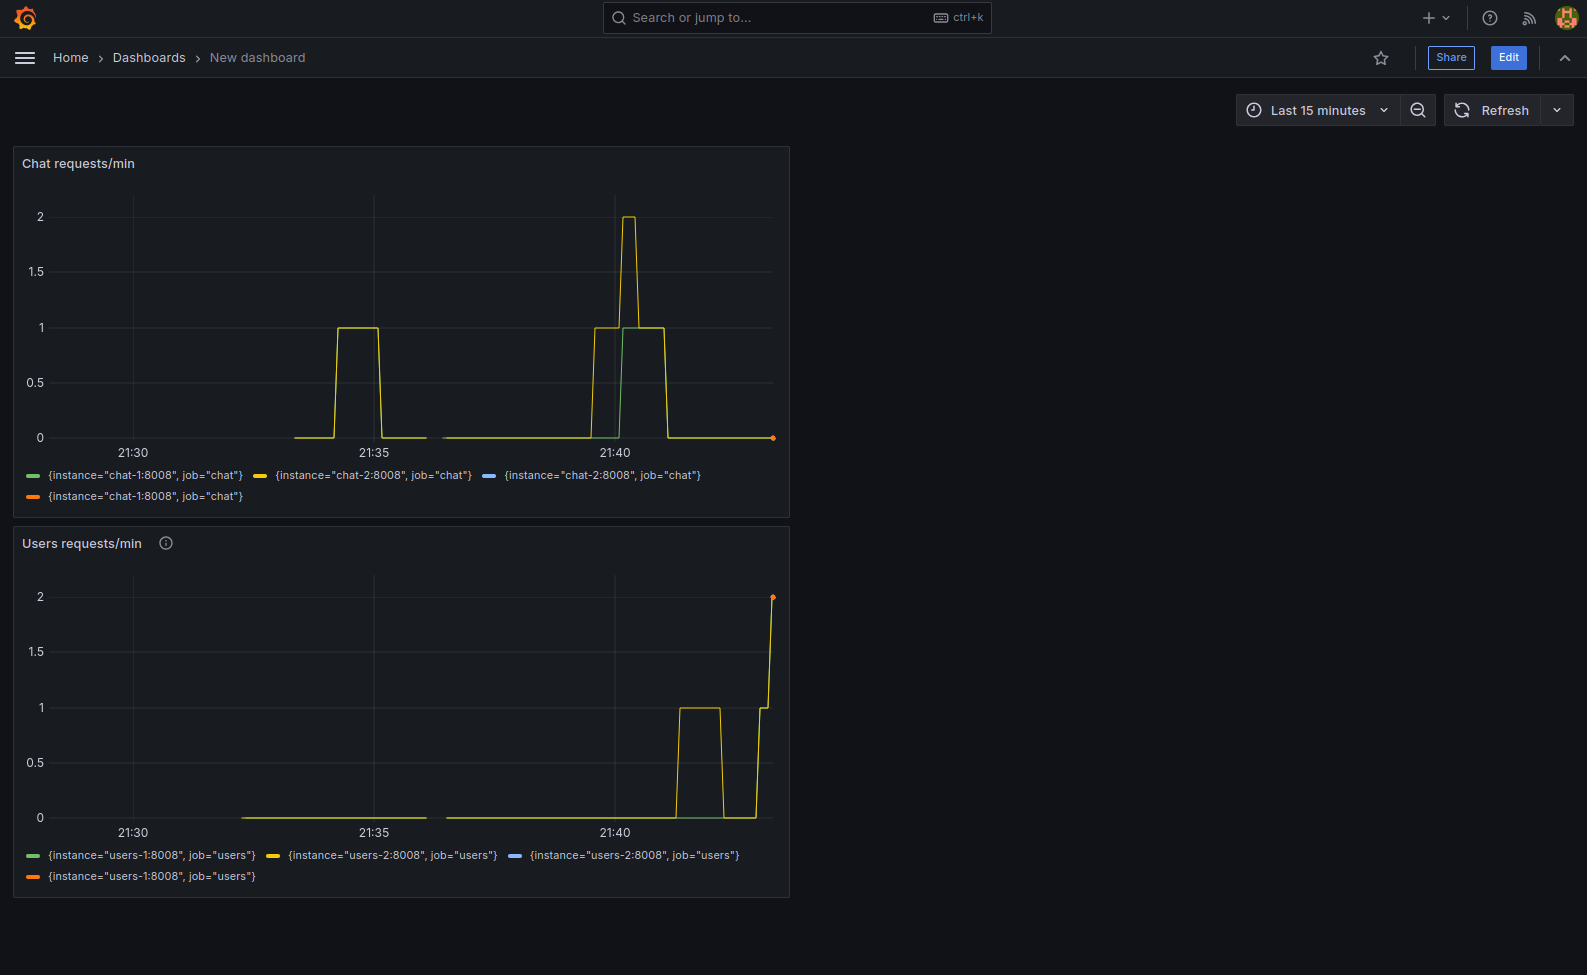 Search or jump to... ctrl+k
Home › Dashboards › New dashboard Share Edit
Last 15 minutes Refresh
Chat requests/min
2
1.5
1
0.5
0
21:30 21:35 21:40
{instance="chat-1:8008", job="chat"} {instance="chat-2:8008", job="chat"} {instance="chat-2:8008", job="chat"}
{instance="chat-1:8008", job="chat"}
Users requests/min
2
1.5
1
0.5
0
21:30 21:35 21:40
{instance="users-1:8008", job="users"} {instance="users-2:8008", job="users"} {instance="users-2:8008", job="users"}
{instance="users-1:8008", job="users"}